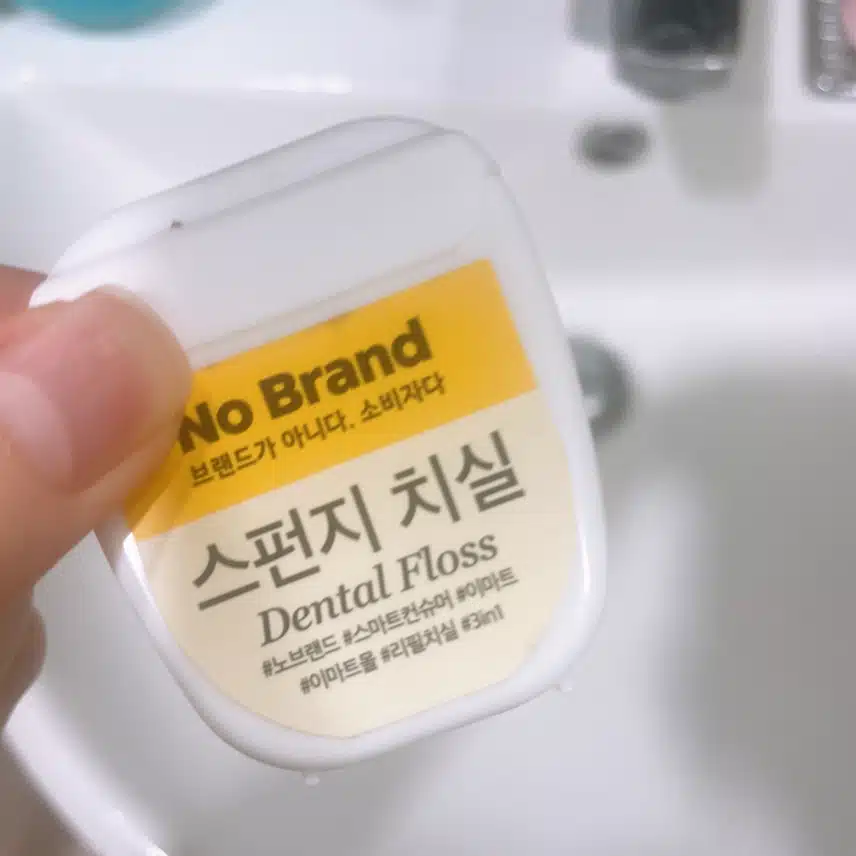 No Brand
브랜드가 아니다. 소비자다
스펀지 치실
Dental Floss
#노브랜드 #스마트컨슈머 #이마트
#이마트몰 #리필치실 #3in1